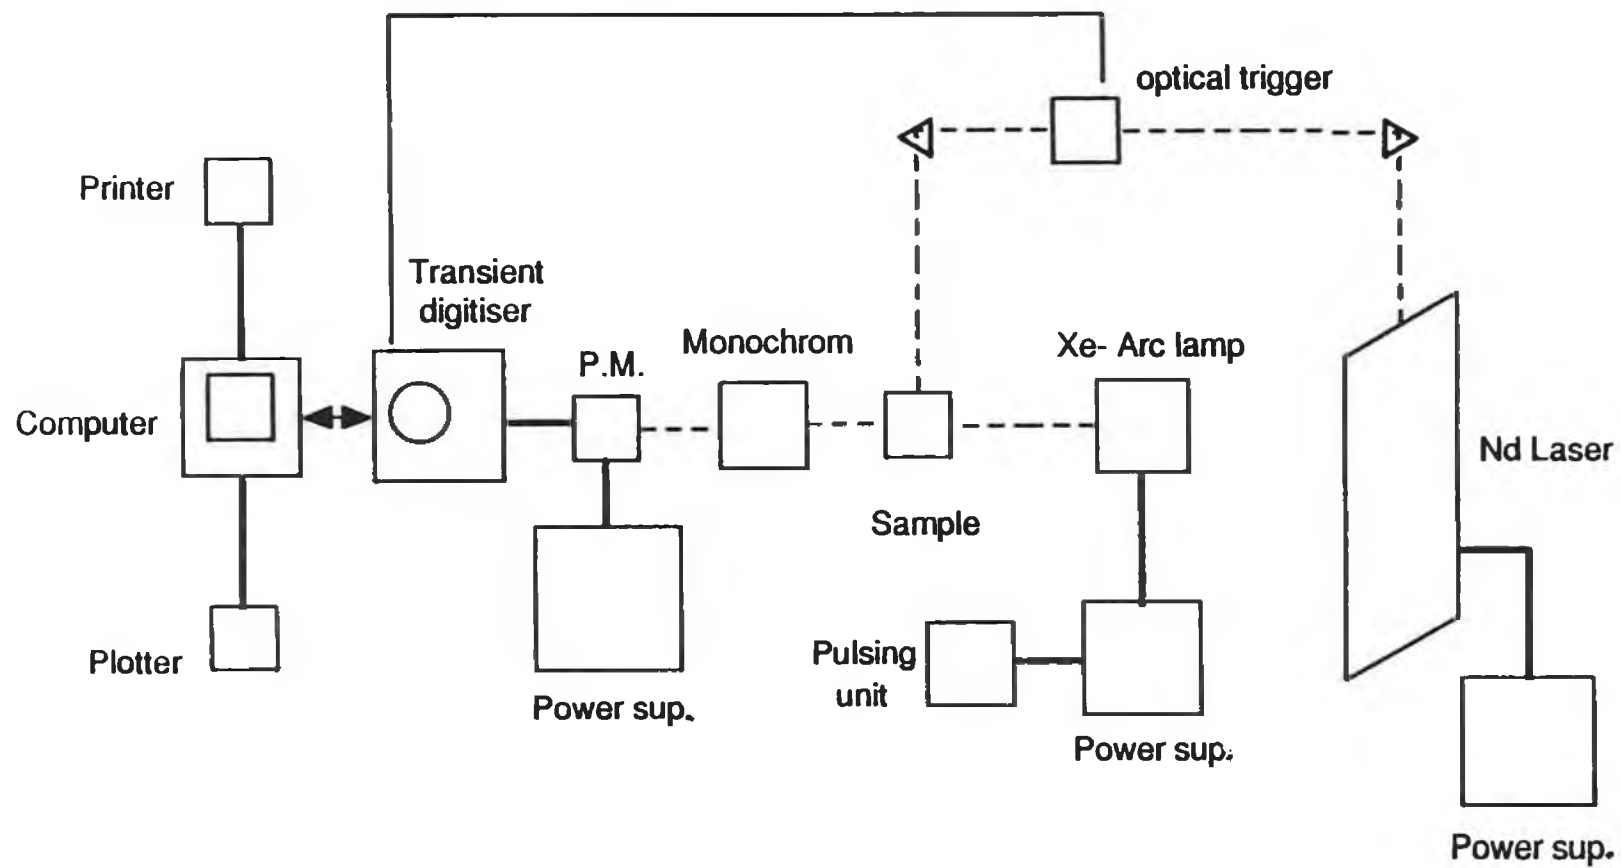 optical trigger
Printer
Transient
digitiser
Monochrom
Xe- Arc lamp
P.M.
Computer
Nd Laser
Sample
Pulsing
unit
Plotter
Power sup.
Power sup.
Power sup.